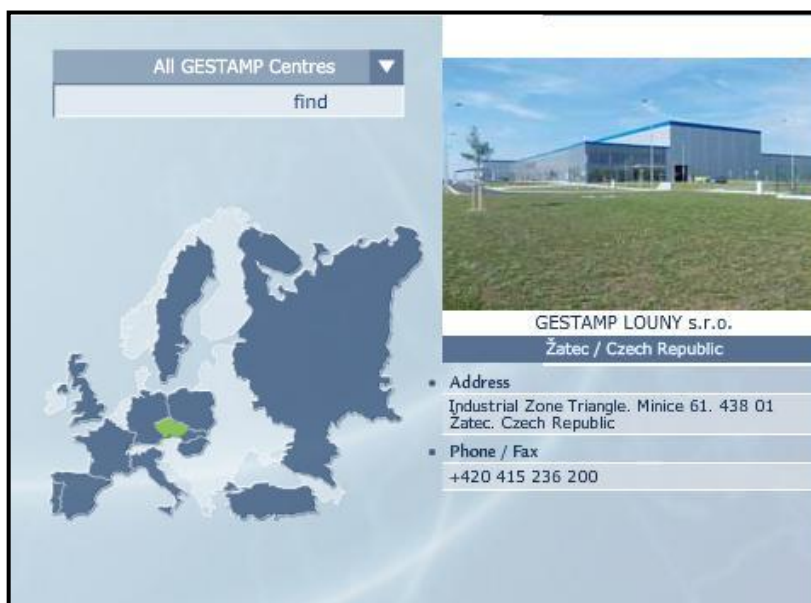 All GESTAMP Centres
find
GESTAMP LOUNY s.r.o.
Žatec / Czech Republic
Address
Industrial Zone Triangle. Minice 61. 438 01
Žatec. Czech Republic
Phone / Fax
+420 415 236 200